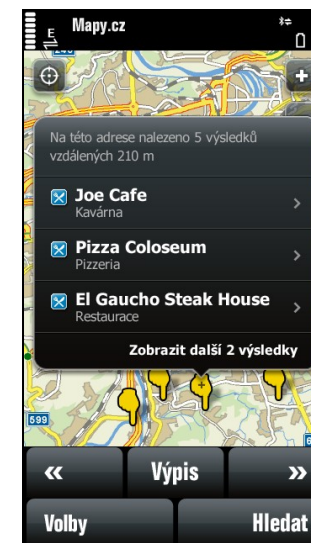 E
Mapy.cz
Na této adrese nalezeno 5 výsledků
vzdálených 210 m
Joe Cafe
Kavárna
Pizza Coloseum
Pizzeria
El Gaucho Steak House
Restaurace
Zobrazit další 2 výsledky
599
«
Výpis
»
Volby
Hledat